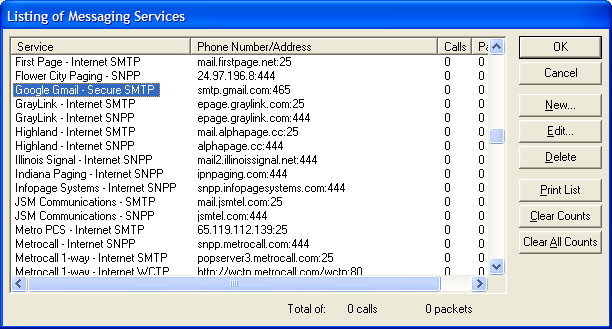 Listing of Messaging Services
Service Phone Number/Address Calls Pa
First Page - Internet SMTP mail.firstpage.net:25 0 0
Flower City Paging - SNPP 24.97.196.8:444 0 0
Google Gmail - Secure SMTP smtp.gmail.com:465 0 0
GrayLink - Internet SMTP epage.graylink.com:25 0 0
GrayLink - Internet SNPP epage.graylink.com:444 0 0
Highland - Internet SMTP mail.alphapage.cc:25 0 0
Highland - Internet SNPP alphapage.cc:444 0 0
Illinois Signal - Internet SNPP mail2.illinoissignal.net:444 0 0
Indiana Paging - Internet SNPP ipnpaging.com:444 0 0
Infopage Systems - Internet SNPP snpp.infopagesystems.com:444 0 0
JSM Communications - SMTP mail.jsmtel.com:25 0 0
JSM Communications - SNPP jsmtel.com:444 0 0
Metro PCS - Internet SMTP 65.119.112.139:25 0 0
Metrocall - Internet SNPP snpp.metrocall.com:444 0 0
Metrocall 1-way - Internet SMTP popserver3.metrocall.com:25 0 0
Metrocall 1-way - Internet WCTP http://wctp.metrocall.com/wctp:80 0 0
Total of: 0 calls 0 packets
OK
Cancel
New...
Edit...
Delete
Print List
Clear Counts
Clear All Counts